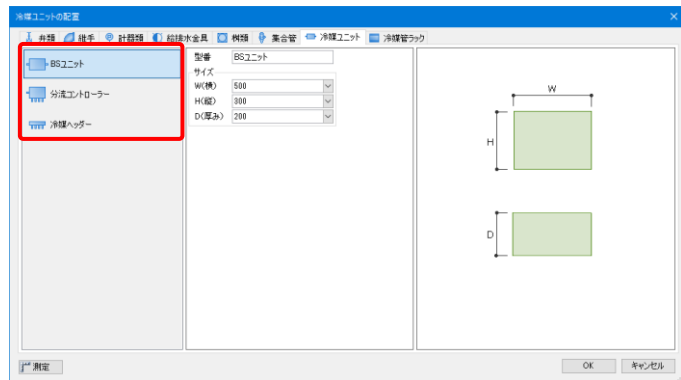 冷媒ユニットの配置
弁類 継手 計器類 給排水金具 桝類 集合管 冷媒ユニット 冷媒管ラック
BSユニット
分流コントローラー
冷媒ヘッダー
型番 BSユニット
サイズ
W(横) 500
H(縦) 300
D(厚み) 200
W
H
D
測定
OK キャンセル